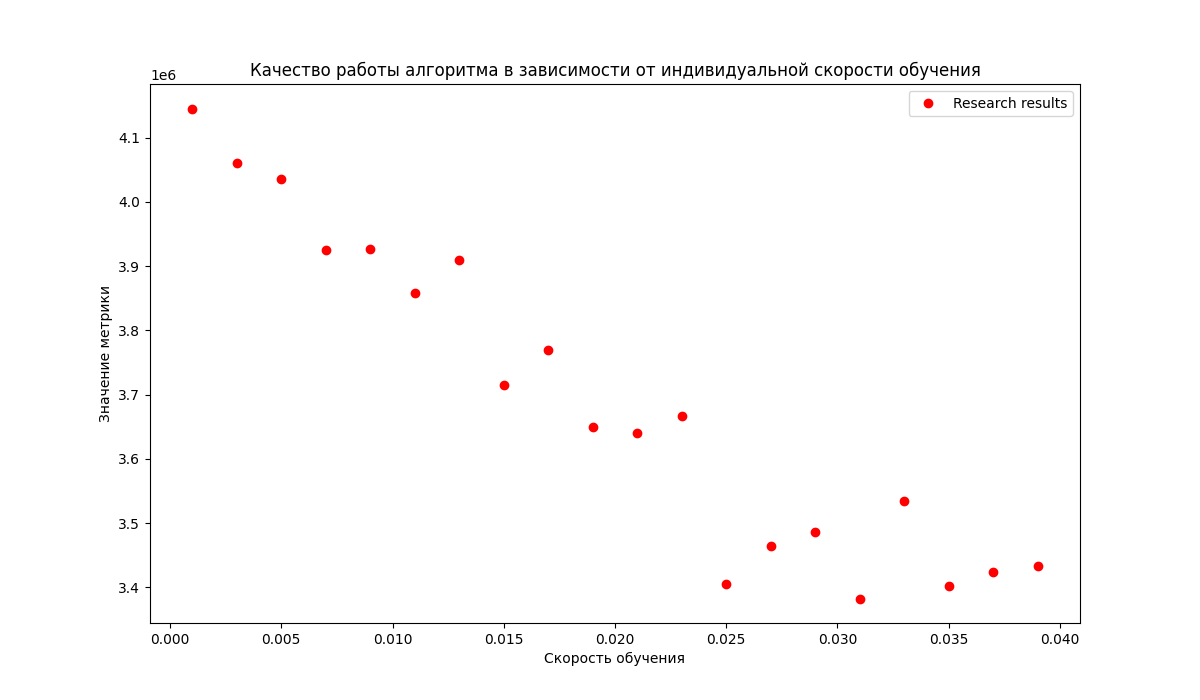 Качество работы алгоритма в зависимости от индивидуальной скорости обучения
1e6
Research results
4.1
4.0
3.9
3.8
3.7
3.6
3.5
3.4
Значение метрики
0.000 0.005 0.010 0.015 0.020 0.025 0.030 0.035 0.040
Скорость обучения